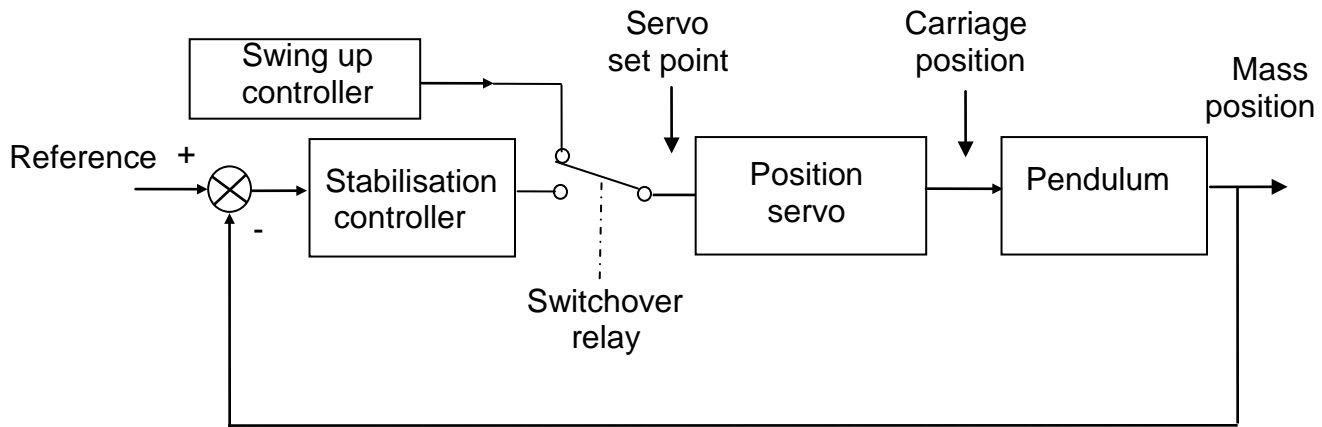 Swing up
controller
Servo
set point
Carriage
position
Mass
position
Reference
+
-
Stabilisation
controller
Position
servo
Pendulum
Switchover
relay